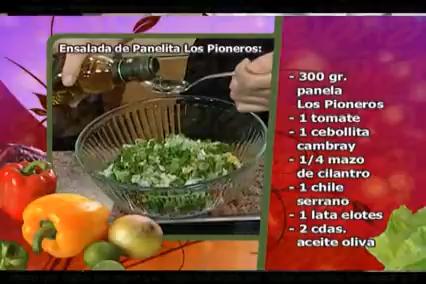 Ensalada de Panelita Los Pioneros:
- 300 gr.
panela
Los Pioneros
- 1 tomate
- 1 cebollita
cambray
- 1/4 mazo
de cilantro
- 1 chile
serrano
- 1 lata elotes
- 2 cdas.
aceite oliva